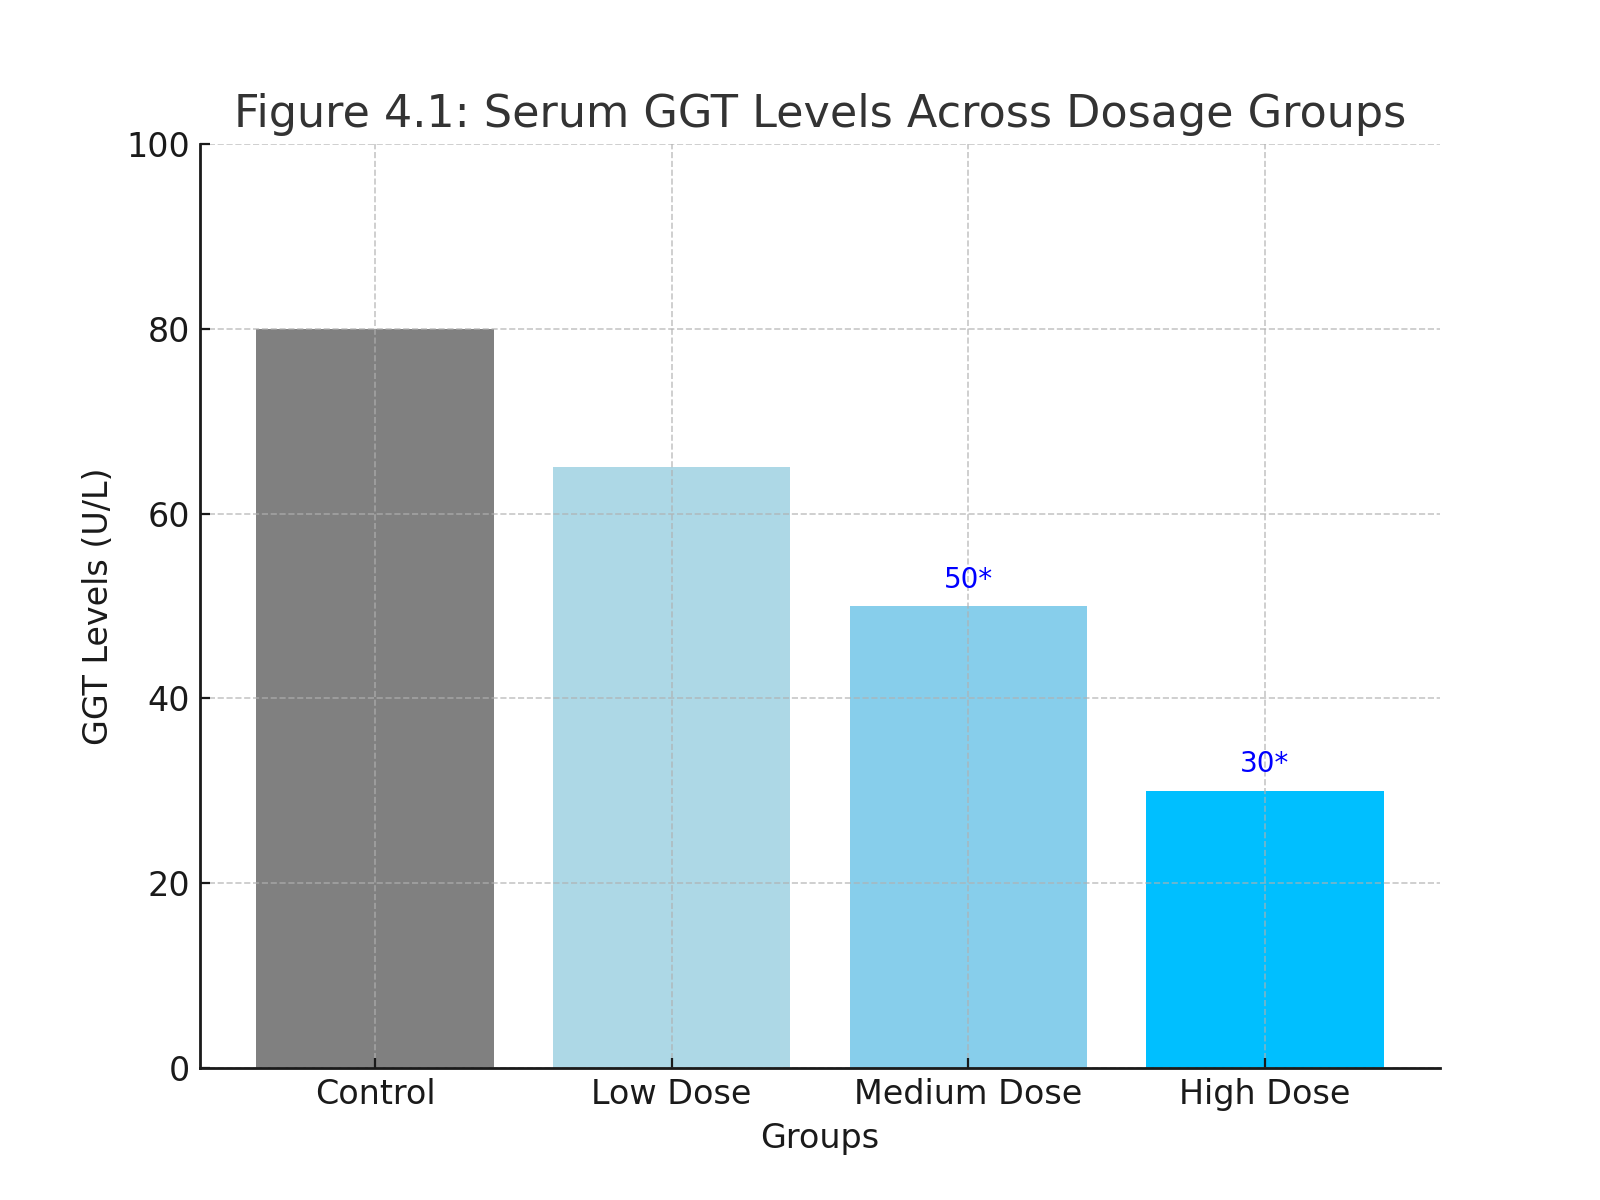 Figure 4.1: Serum GGT Levels Across Dosage Groups
100
80
60
40
20
0
GGT Levels (U/L)
50*
30*
Control
Low Dose
Medium Dose
High Dose
Groups